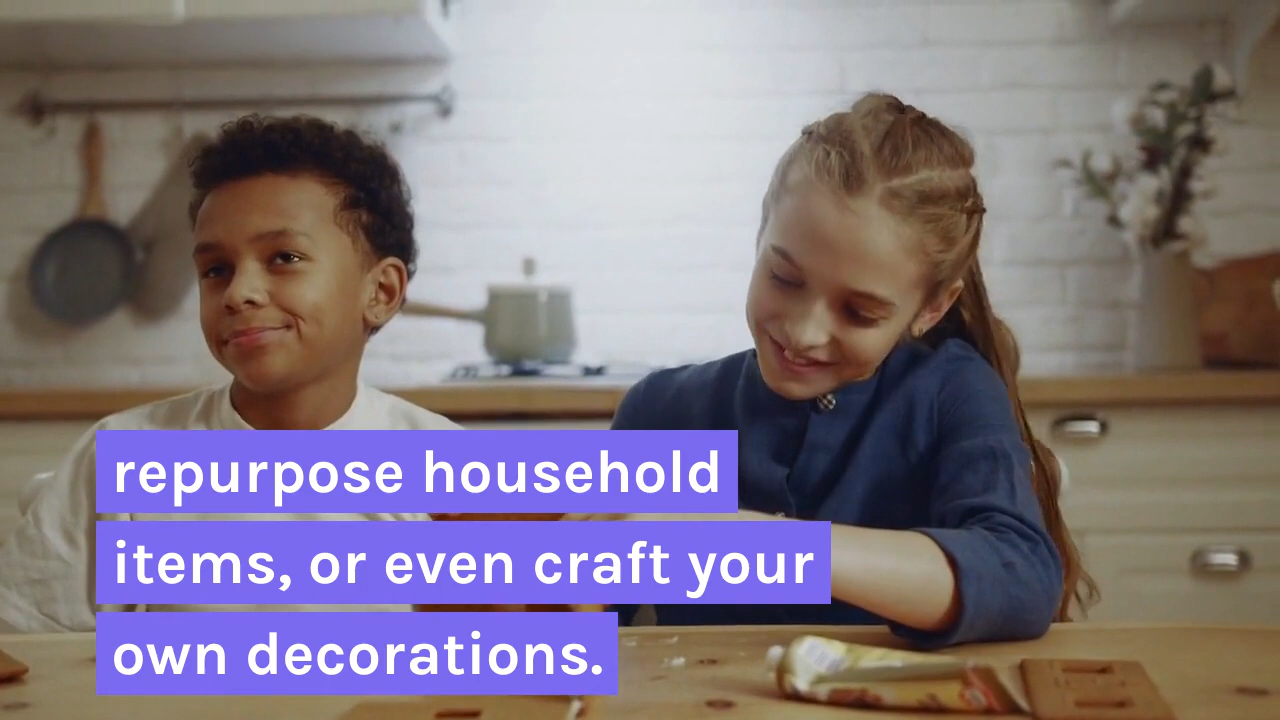 repurpose household
items, or even craft your
own decorations.